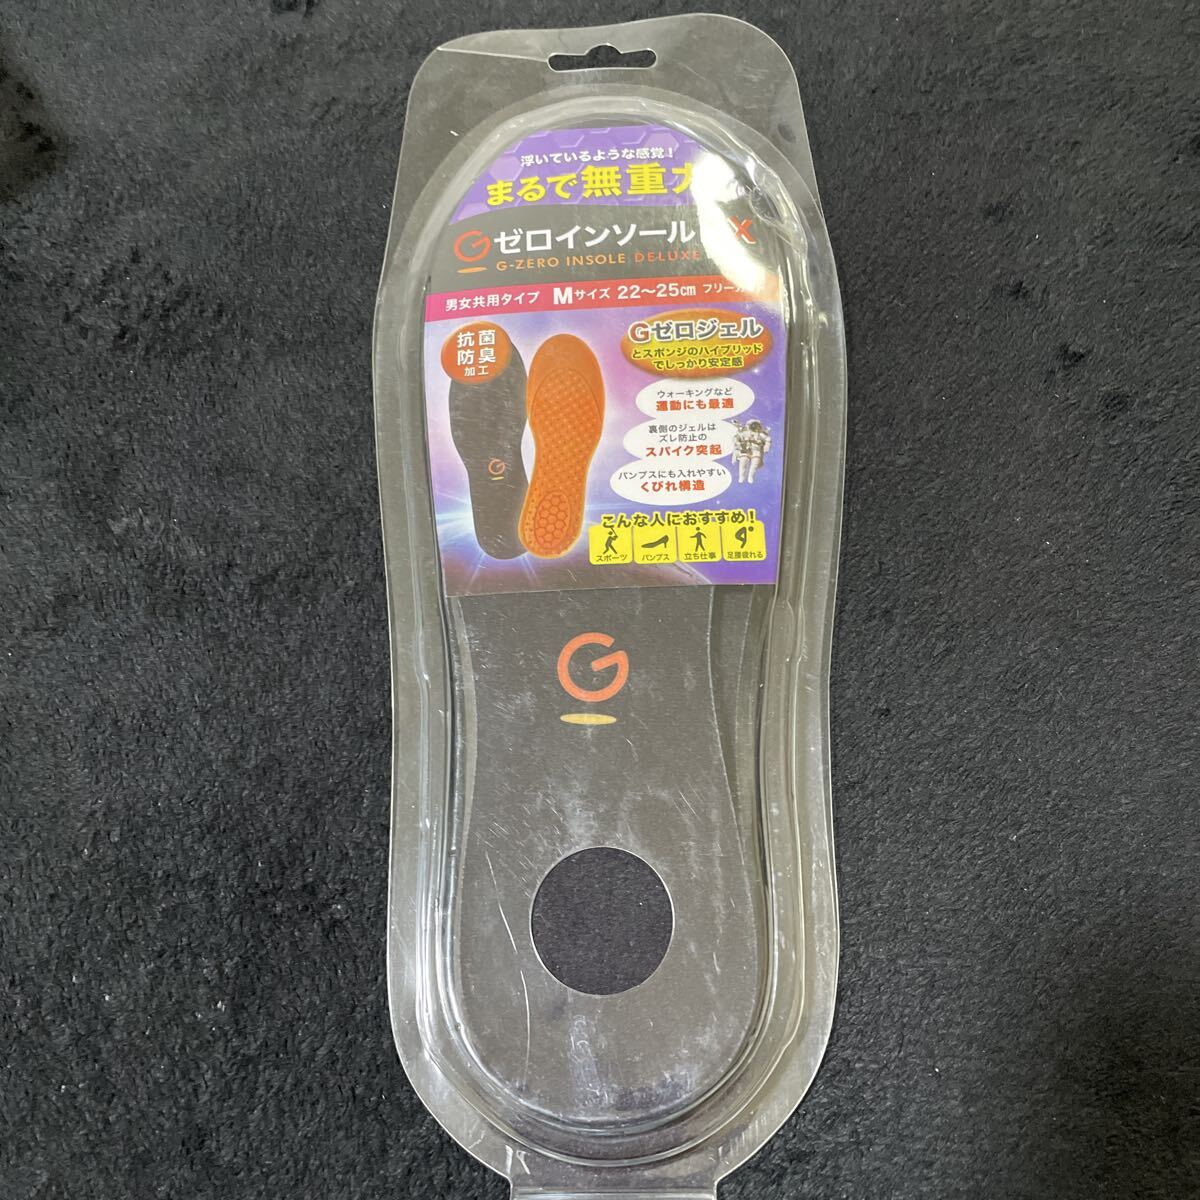 浮いているような感覚!
まるで無重
Gゼロインソール X
G-ZERO INSOLE DELUXE
男女共用タイプ Mサイズ 22～25cm フリー
抗菌
防臭
加工
Gゼロジェル
とスポンジのハイブリッド
でしっかり安定感
ウォーキングなど
運動にも最適
裏側のジェルは
ズレ防止の
スパイク突起
パンプスにも入れやすい
くびれ構造
こんな人におすすめ!
スポーツ パンプス 立ち仕事 足腰疲れる
G